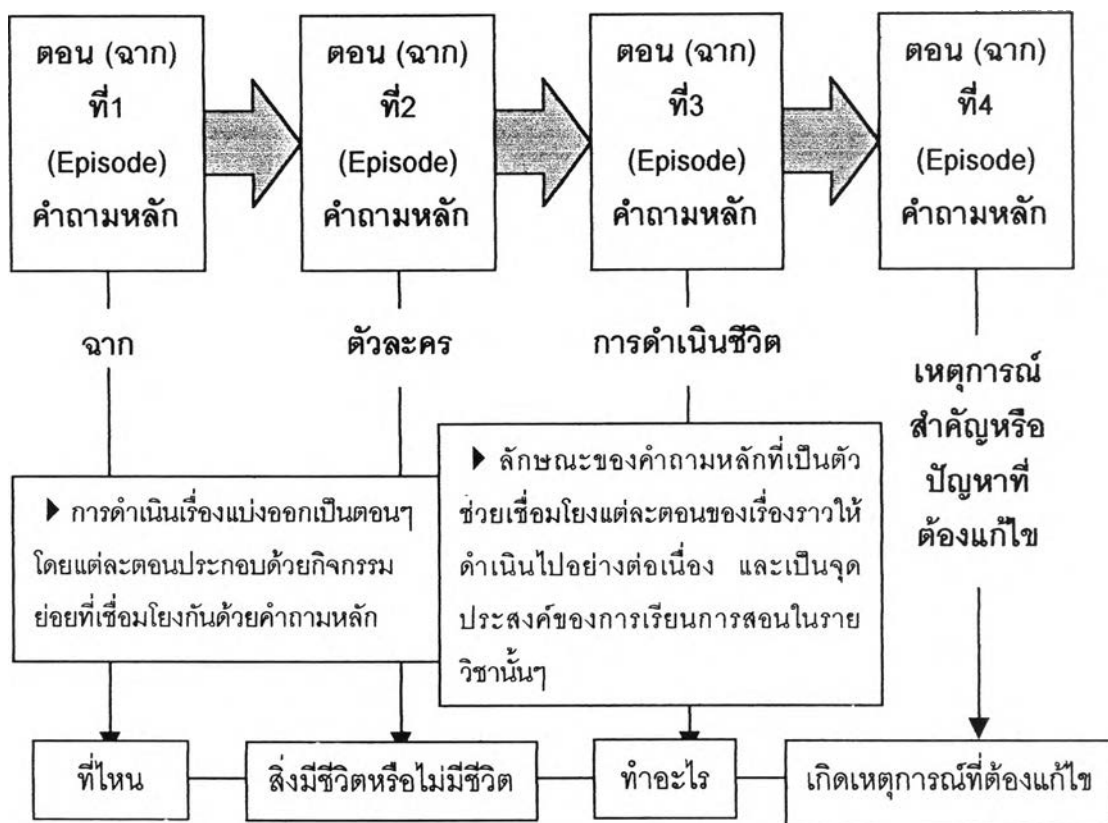 ตอน (ฉาก)
ที่1
(Episode)
คำถามหลัก
ตอน (ฉาก)
ที่2
(Episode)
คำถามหลัก
ตอน (ฉาก)
ที่3
(Episode)
คำถามหลัก
ตอน (ฉาก)
ที่4
(Episode)
คำถามหลัก
ฉาก
ตัวละคร
การดำเนินชีวิต
เหตุการณ์
สำคัญหรือ
ปัญหาที่
ต้องแก้ไข
การดำเนินเรื่องแบ่งออกเป็นตอนๆ
โดยแต่ละตอนประกอบด้วยกิจกรรม
ย่อยที่เชื่อมโยงกันด้วยคำถามหลัก
ลักษณะของคำถามหลักที่เป็นตัว
ช่วยเชื่อมโยงแต่ละตอนของเรื่องราวให้
ดำเนินไปอย่างต่อเนื่อง และเป็นจุด
ประสงค์ของการเรียนการสอนในราย
วิชานั้นๆ
ที่ไหน
สิ่งมีชีวิตหรือไม่มีชีวิต
ทำอะไร
เกิดเหตุการณ์ที่ต้องแก้ไข